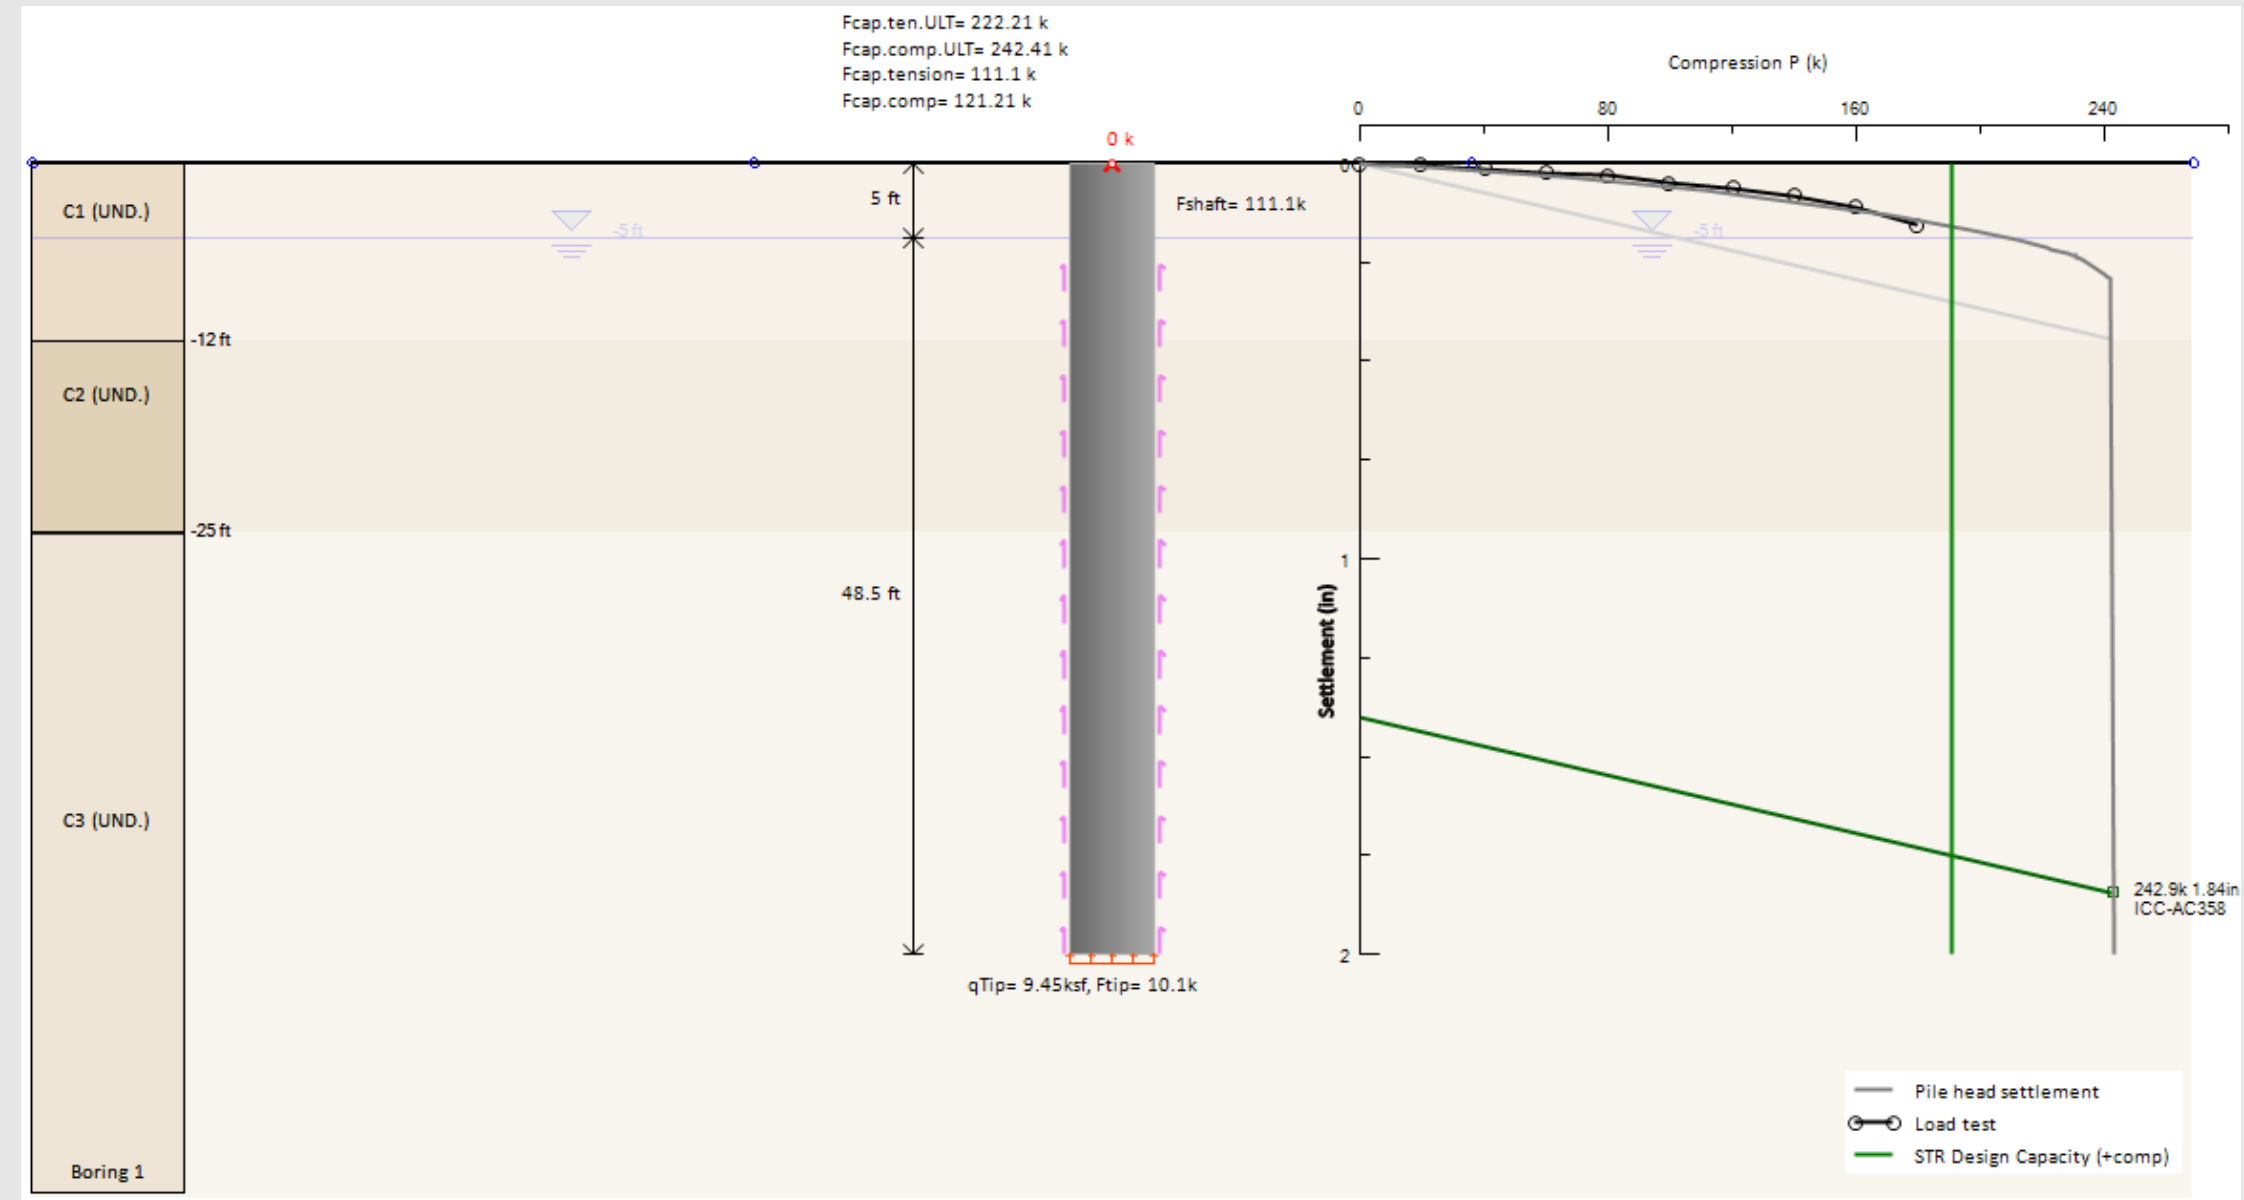 Fcap.ten.ULT= 222.21 k
Fcap.comp.ULT= 242.41 k
Fcap.tension= 111.1 k
Fcap.comp= 121.21 k
Compression P (k)
0 80 160 240
0 k
0
C1 (UND.)
5 ft
Fshaft= 111.1k
-5 ft
-5 ft
-12 ft
C2 (UND.)
-25 ft
1
48.5 ft
Settlement (in)
C3 (UND.)
242.9k 1.84in
ICC-AC358
2
qTip= 9.45ksf, Ftip= 10.1k
Pile head settlement
Load test
STR Design Capacity (+comp)
Boring 1